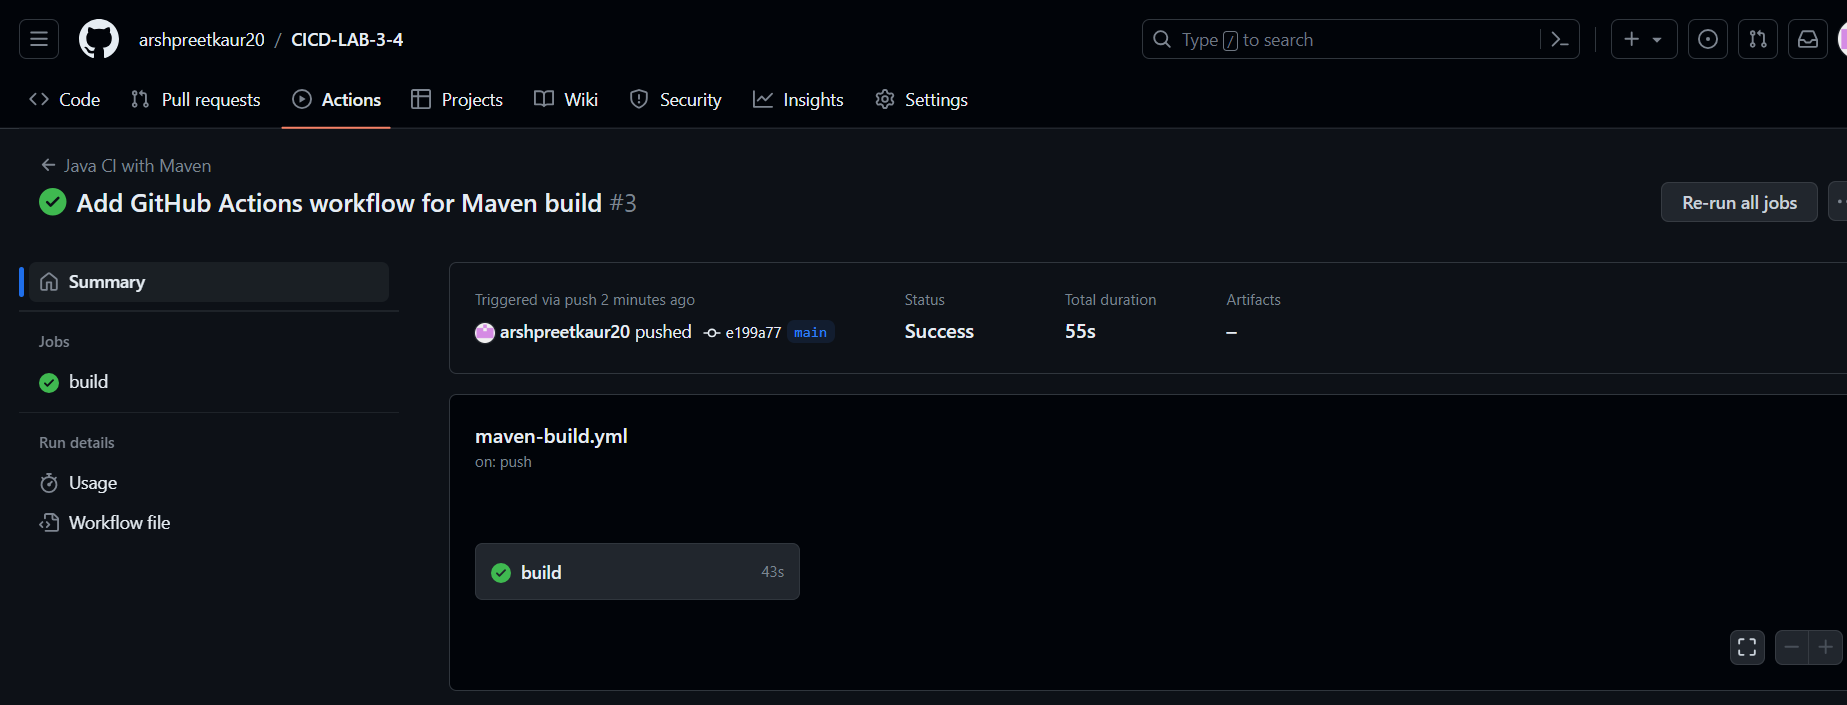 arshpreetkaur20 / CICD-LAB-3-4
Type / to search
Code Pull requests Actions Projects Wiki Security Insights Settings
Java CI with Maven
Add GitHub Actions workflow for Maven build #3
Re-run all jobs
Summary
Jobs
build
Run details
Usage
Workflow file
Triggered via push 2 minutes ago
arshpreetkaur20 pushed e199a77 main
Status
Success
Total duration
55s
Artifacts
–
maven-build.yml
on: push
build 43s